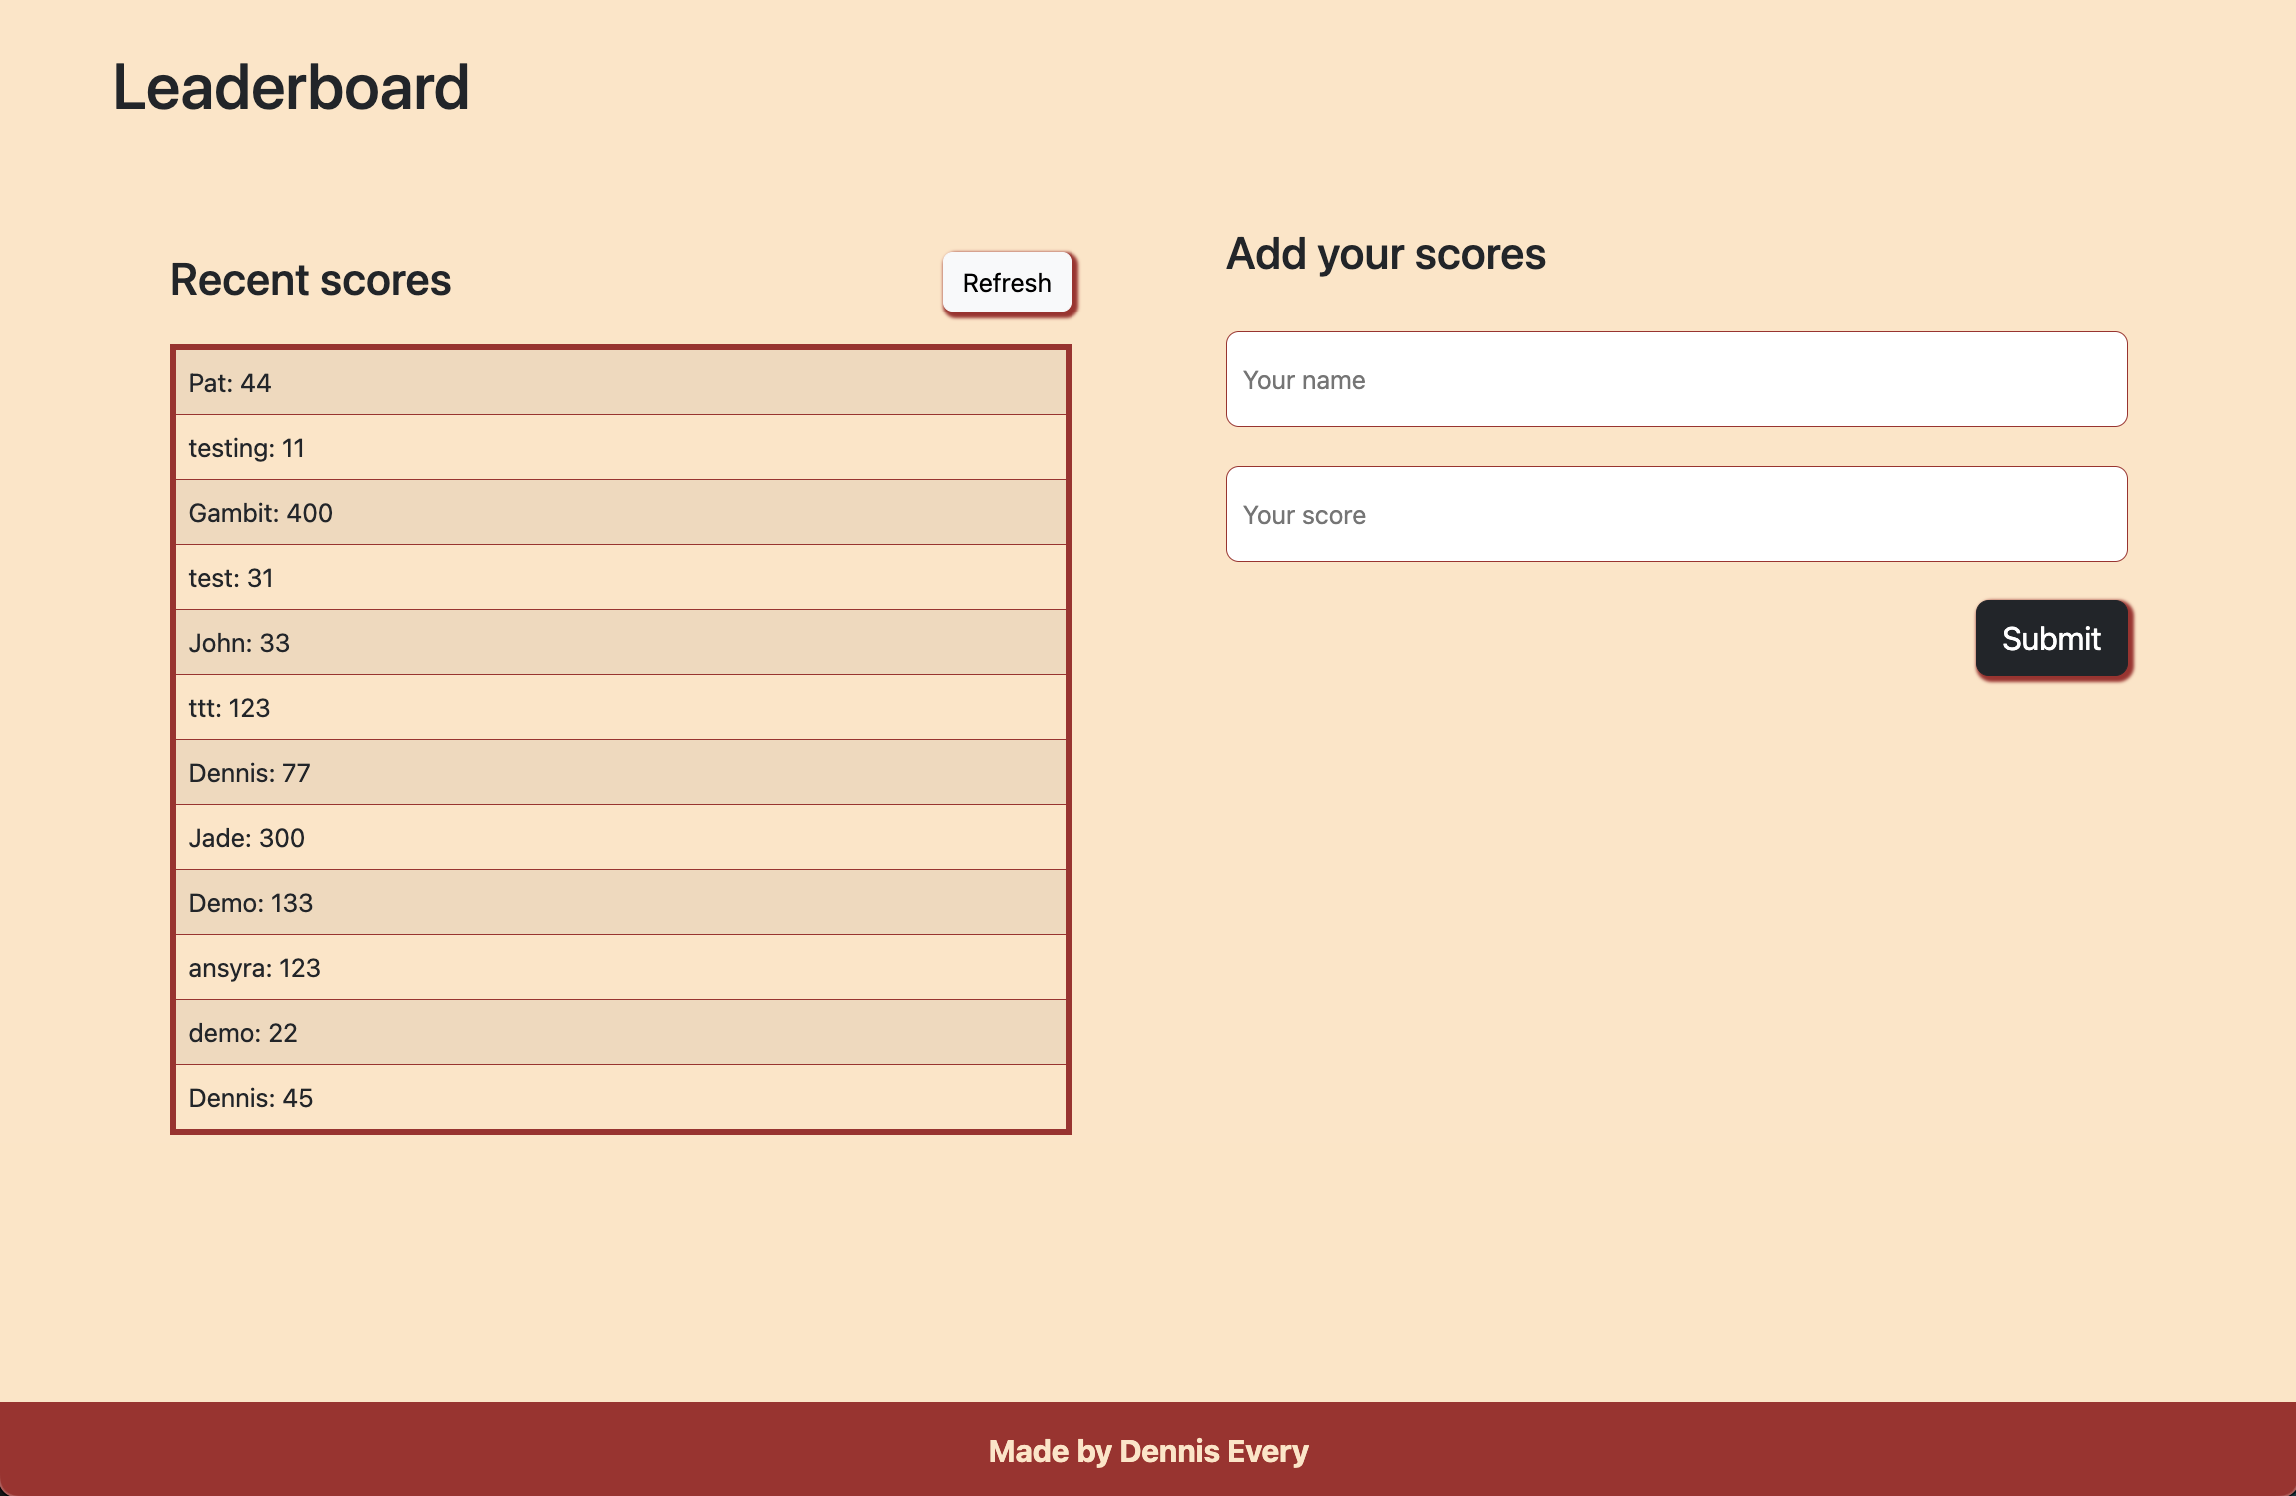 Leaderboard
Recent scores
Refresh
Pat: 44
testing: 11
Gambit: 400
test: 31
John: 33
ttt: 123
Dennis: 77
Jade: 300
Demo: 133
ansyra: 123
demo: 22
Dennis: 45
Add your scores
Your name
Your score
Submit
Made by Dennis Every